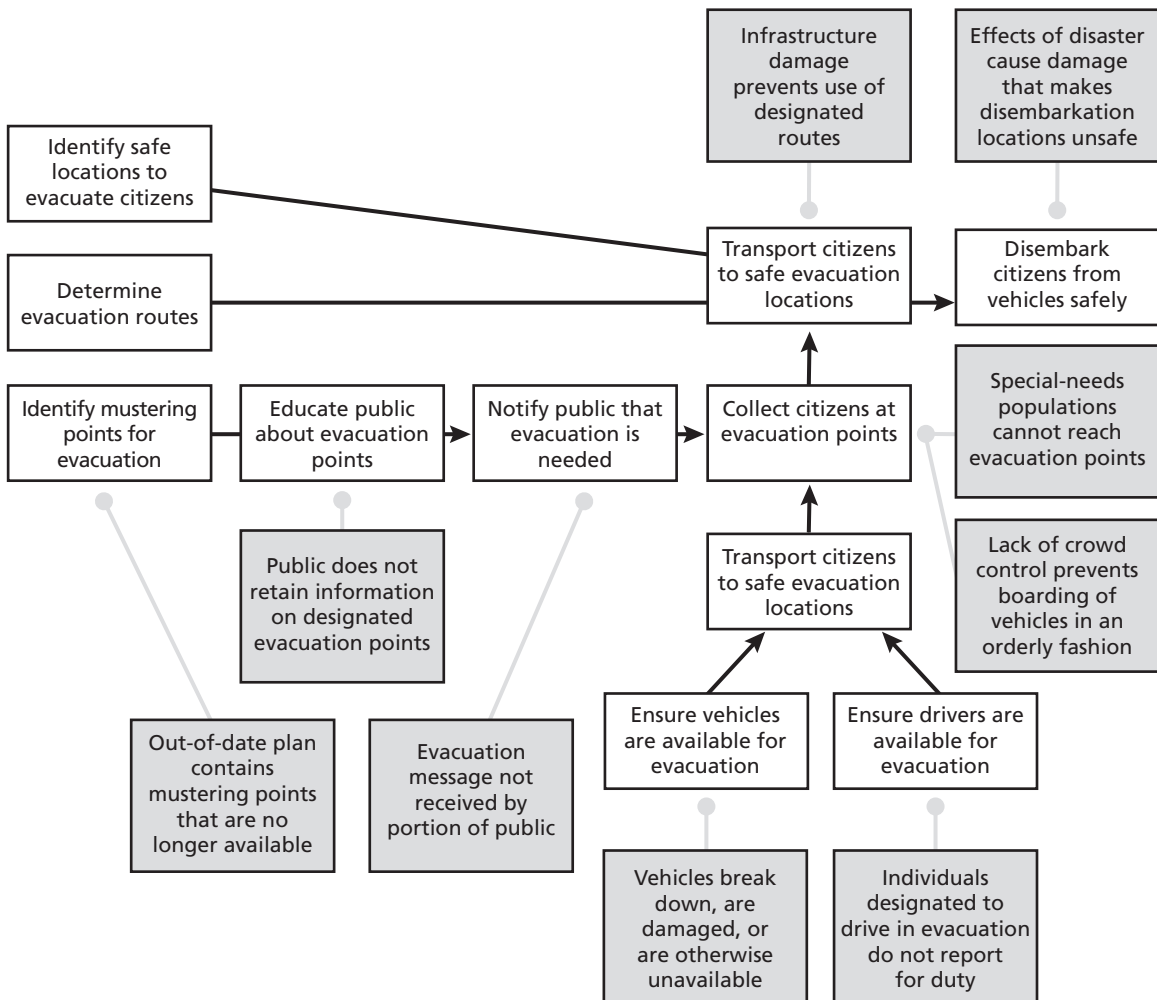 Infrastructure
damage
prevents use of
designated
routes
Effects of disaster
cause damage
that makes
disembarkation
locations unsafe
Identify safe
locations to
evacuate citizens
Transport citizens
to safe evacuation
locations
Disembark
citizens from
vehicles safely
Determine
evacuation routes
Identify mustering
points for
evacuation
Educate public
about evacuation
points
Notify public that
evacuation is
needed
Collect citizens at
evacuation points
Special-needs
populations
cannot reach
evacuation points
Public does not
retain information
on designated
evacuation points
Transport citizens
to safe evacuation
locations
Lack of crowd
control prevents
boarding of
vehicles in an
orderly fashion
Out-of-date plan
contains
mustering points
that are no
longer available
Evacuation
message not
received by
portion of public
Ensure vehicles
are available for
evacuation
Ensure drivers are
available for
evacuation
Vehicles break
down, are
damaged, or
are otherwise
unavailable
Individuals
designated to
drive in evacuation
do not report
for duty